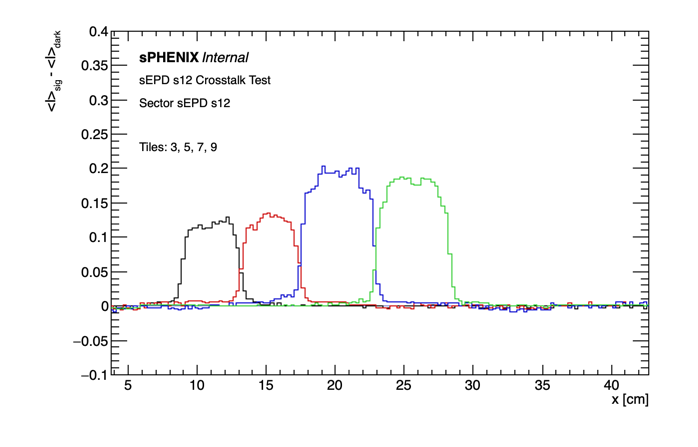 <I>sig - <I>dark
0.4
0.35
0.3
0.25
0.2
0.15
0.1
0.05
0
−0.05
−0.1
sPHENIX Internal
sEPD s12 Crosstalk Test
Sector sEPD s12
Tiles: 3, 5, 7, 9
5 10 15 20 25 30 35 40
x [cm]